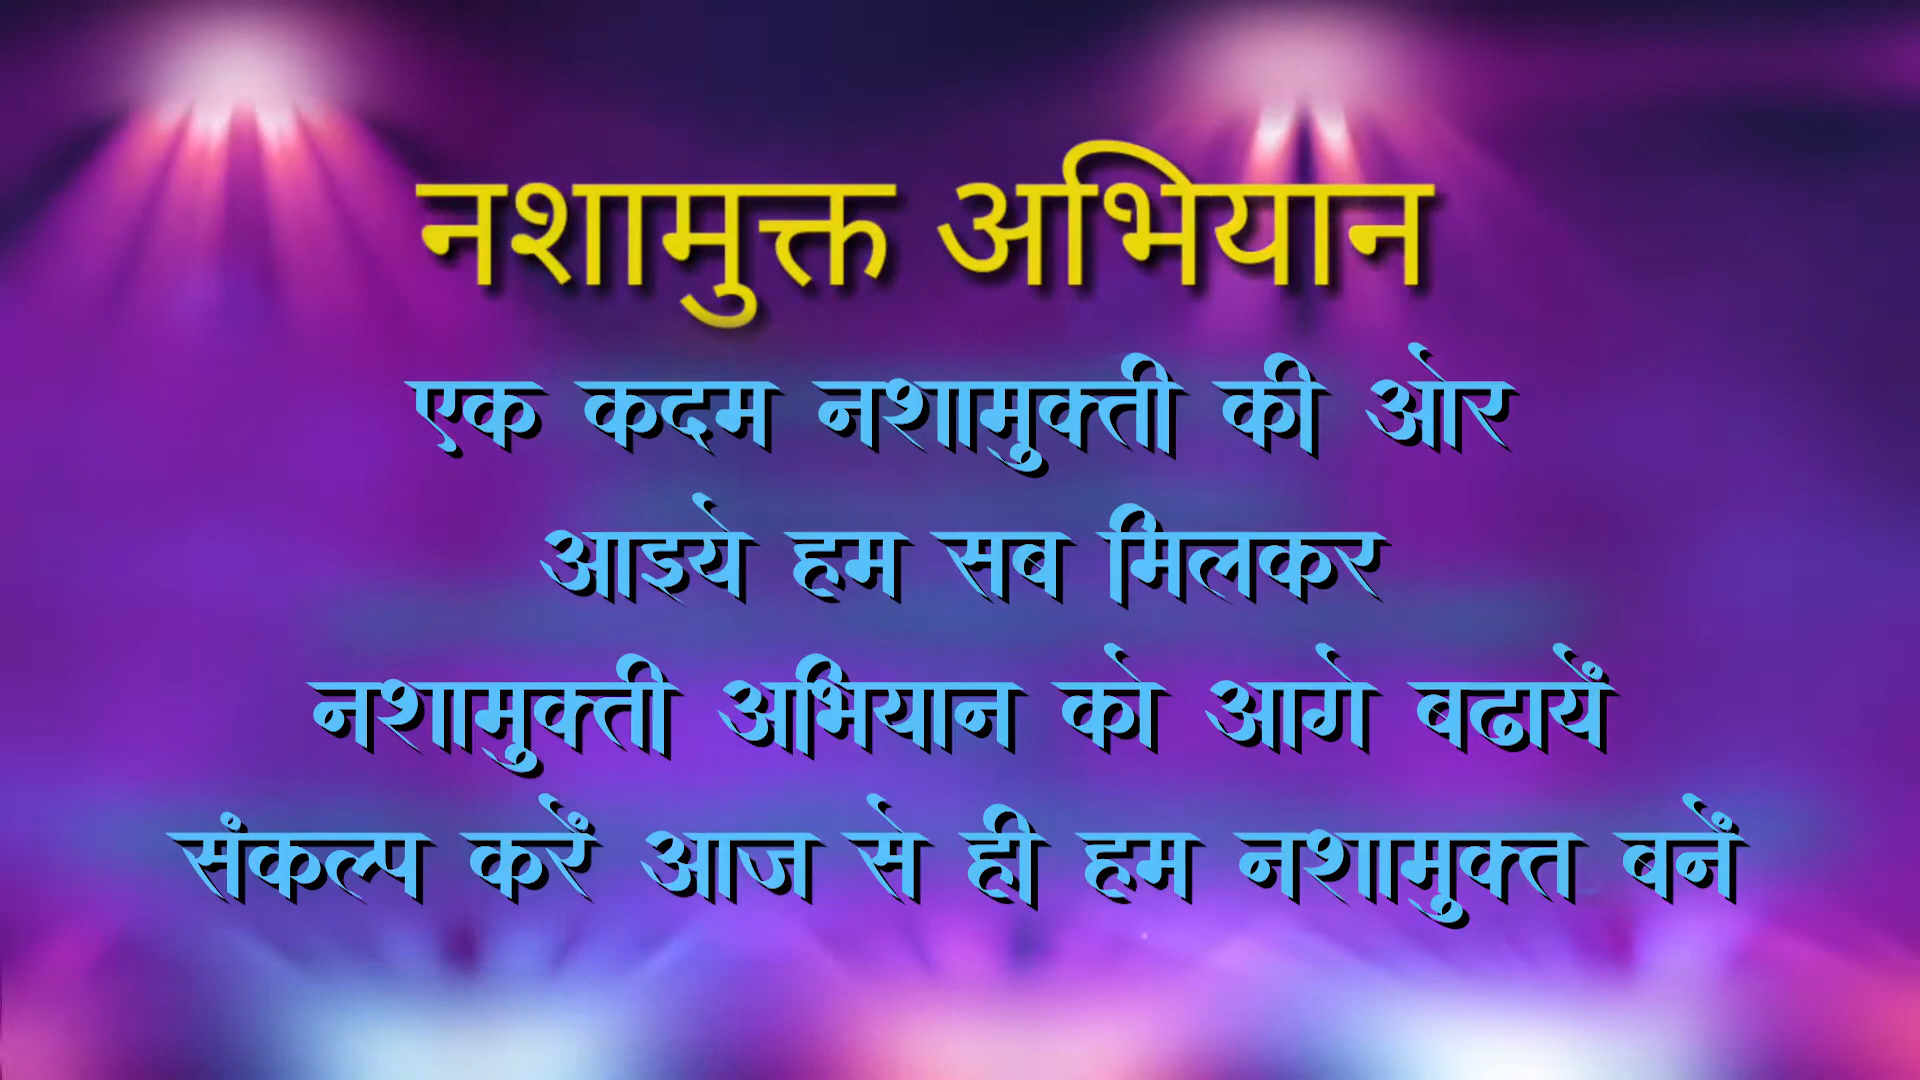 नशामुक्त अभियान
एक कदम नशामुक्ती की ओर
आइये हम सब मिलकर
नशामुक्ती अभियान को आगे बढायें
संकल्प करें आज से ही हम नशामुक्त बनें